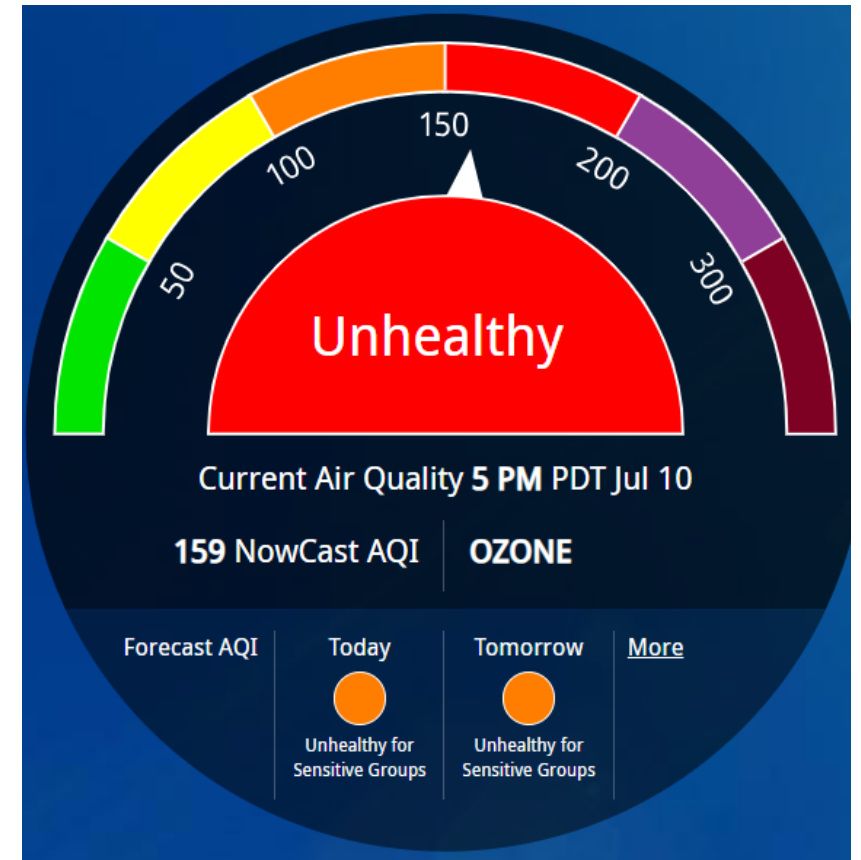 150
100
200
50
300
Unhealthy
Current Air Quality 5 PM PDT Jul 10
159 NowCast AQI
OZONE
Forecast AQI
Today
Tomorrow
More
Unhealthy for
Sensitive Groups
Unhealthy for
Sensitive Groups